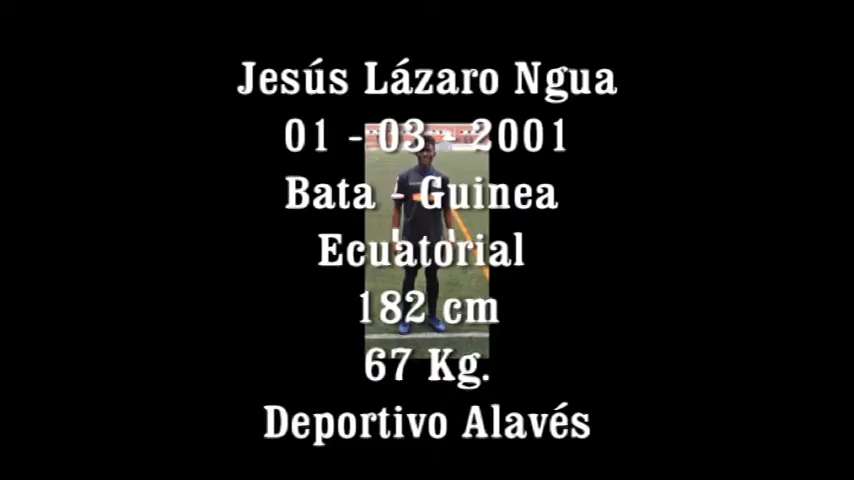 Jesús Lázaro Ngua
01 - 03 - 2001
Bata - Guinea
Ecuatorial
182 cm
67 Kg.
Deportivo Alavés